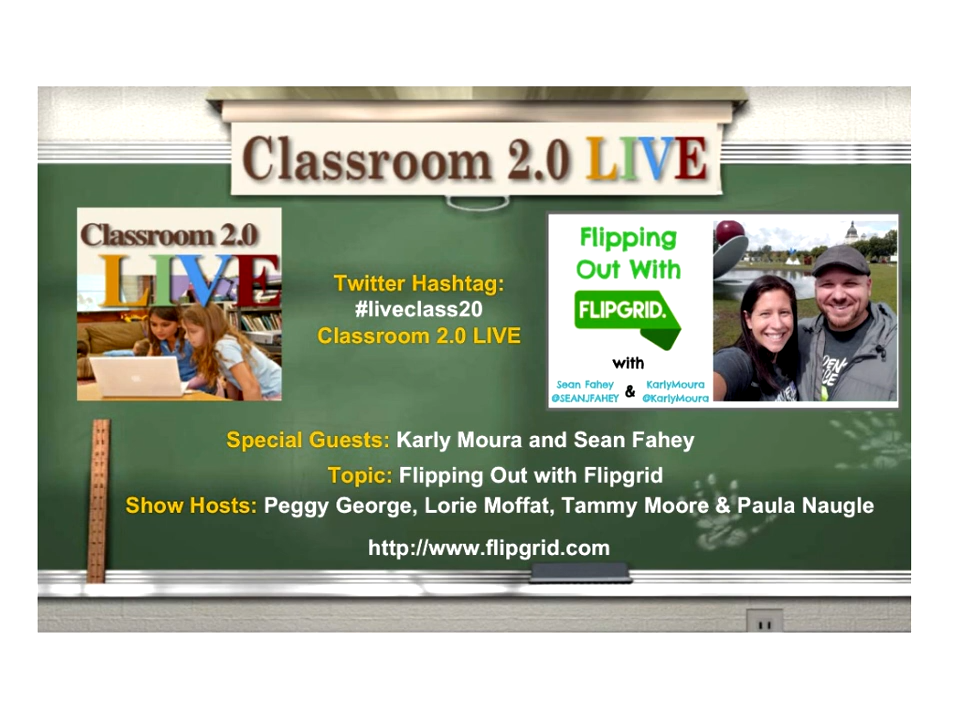 Classroom 2.0 LIVE
Classroom 2.0
LIVE
Twitter Hashtag:
#liveclass20
Classroom 2.0 LIVE
Flipping
Out With
FLIPGRID.
with
Sean Fahey
@SEANJFAHEY
&
KarlyMoura
@KarlyMoura
Special Guests: Karly Moura and Sean Fahey
Topic: Flipping Out with Flipgrid
Show Hosts: Peggy George, Lorie Moffat, Tammy Moore & Paula Naugle
http://www.flipgrid.com